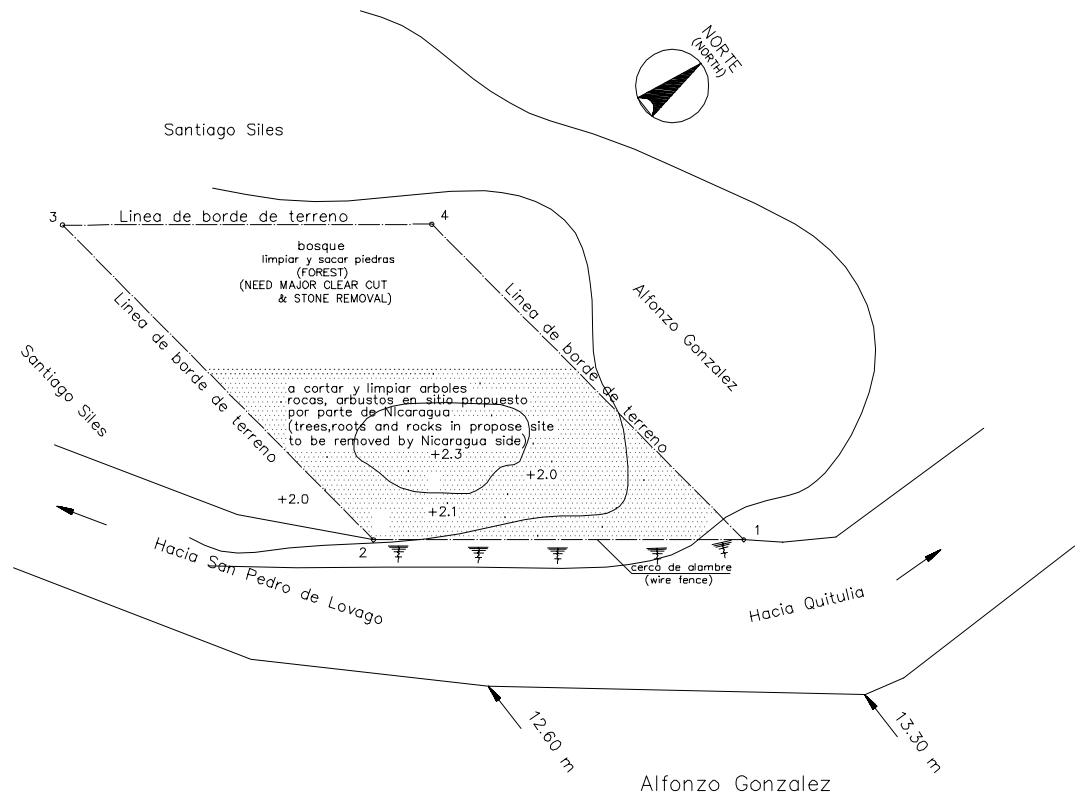 NORTE
(NORTH)
Santiago Siles
3
Linea de borde de terreno
4
bosque
limpiar y sacar piedras
(FOREST)
(NEED MAJOR CLEAR CUT
& STONE REMOVAL)
Linea de borde de terreno
Linea de borde de terreno
Alfonzo Gonzalez
Santiago Siles
a cortar y limpiar arboles
rocas, arbustos en sitio propuesto
por parte de Nicaragua
(trees,roots and rocks in propose site
to be removed by Nicaragua side)
+2.3
+2.0
+2.0
+2.1
1
2
cerco de alambre
(wire fence)
Hacia San Pedro de Lovago
Hacia Quitulia
12.60 m
13.30 m
Alfonzo Gonzalez